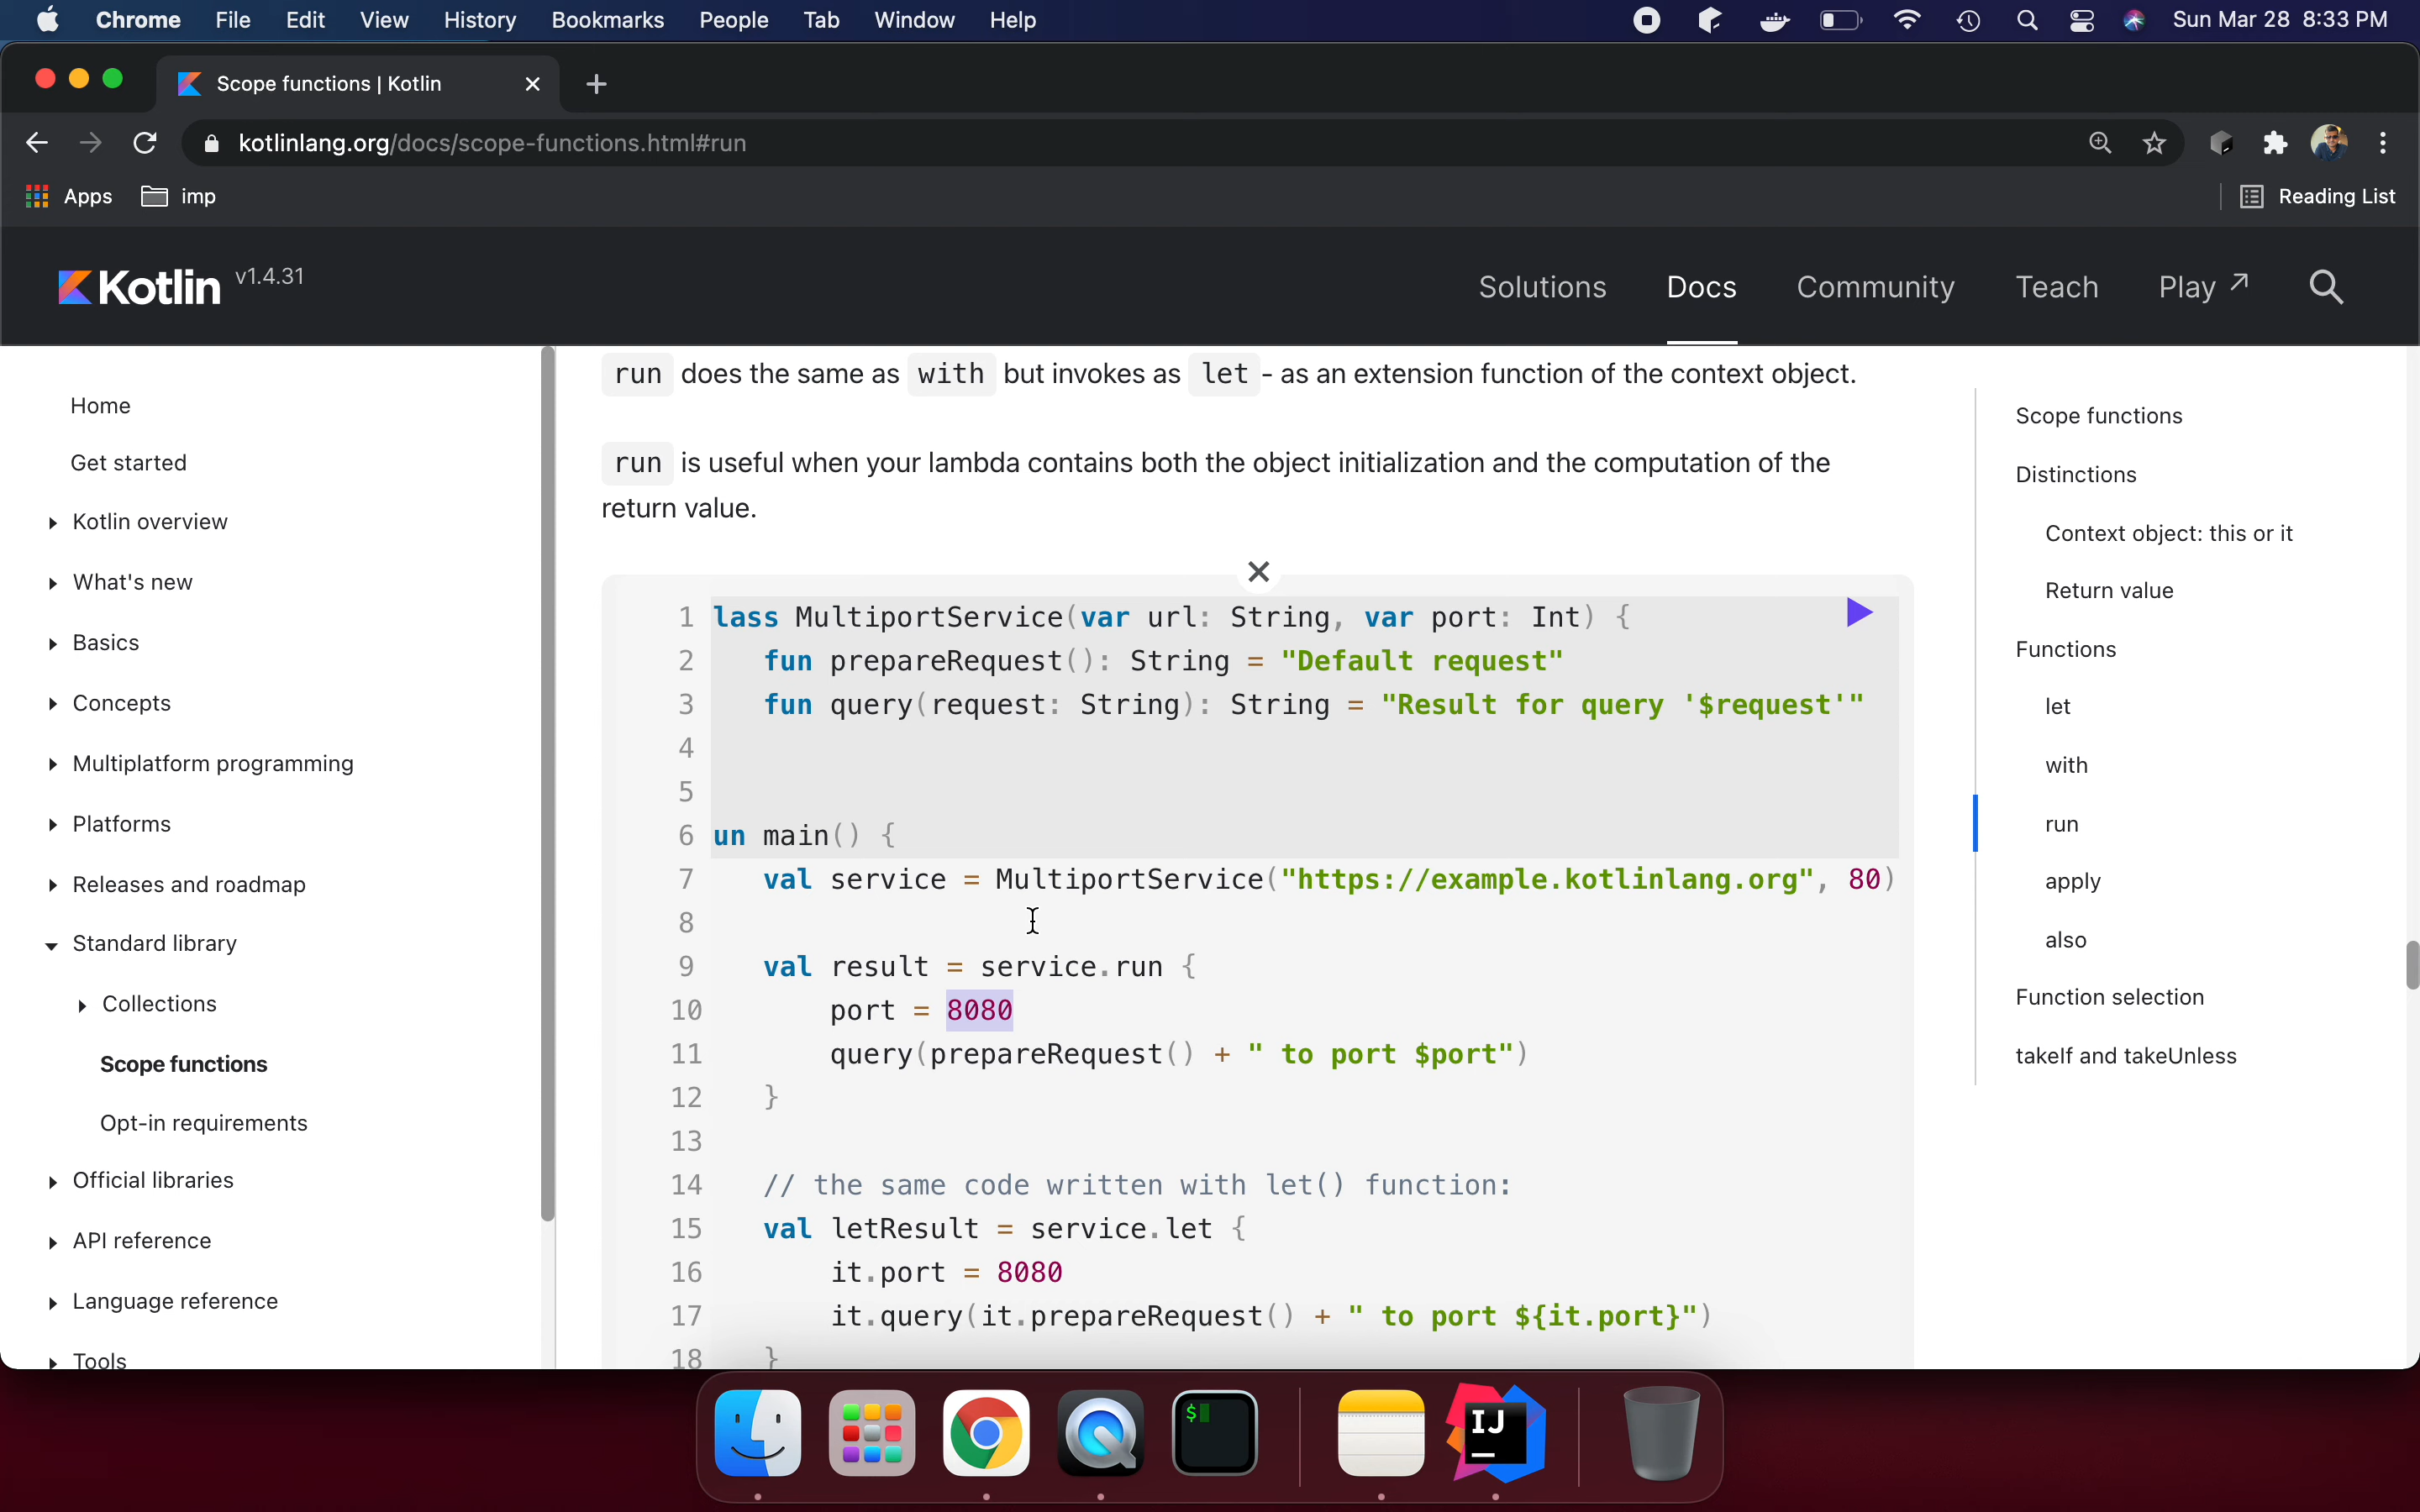 Chrome File Edit View History Bookmarks People Tab Window Help Sun Mar 28 8:33 PM
Scope functions | Kotlin
kotlinlang.org/docs/scope-functions.html#run
Apps imp Reading List
Kotlin v1.4.31 Solutions Docs Community Teach Play
Home
Get started
Kotlin overview
What's new
Basics
Concepts
Multiplatform programming
Platforms
Releases and roadmap
Standard library
Collections
Scope functions
Opt-in requirements
Official libraries
API reference
Language reference
Tools
run does the same as with but invokes as let - as an extension function of the context object.
run is useful when your lambda contains both the object initialization and the computation of the
return value.
1 lass MultiportService(var url: String, var port: Int) {
2 fun prepareRequest(): String = "Default request"
3 fun query(request: String): String = "Result for query '$request'"
4
5
6 un main() {
7 val service = MultiportService("https://example.kotlinlang.org", 80)
8
9 val result = service.run {
10 port = 8080
11 query(prepareRequest() + " to port $port")
12 }
13
14 // the same code written with let() function:
15 val letResult = service.let {
16 it.port = 8080
17 it.query(it.prepareRequest() + " to port ${it.port}")
18 }
Scope functions
Distinctions
Context object: this or it
Return value
Functions
let
with
run
apply
also
Function selection
takeIf and takeUnless
$
IJ